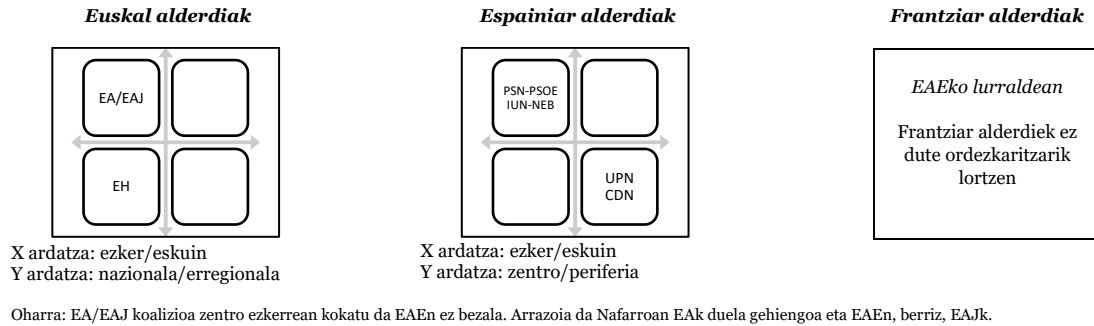 Euskal alderdiak
EA/EAJ
EH
X ardatza: ezker/eskuin
Y ardatza: nazionala/erregionala
Espainiar alderdiak
PSN-PSOE
IUN-NEB
UPN
CDN
X ardatza: ezker/eskuin
Y ardatza: zentro/periferia
Frantziar alderdiak
EAEko lurraldean
Frantziar alderdiek ez
dute ordezkaritzarik
lortzen
Oharra: EA/EAJ koalizioa zentro ezkerrean kokatu da EAEn ez bezala. Arrazoia da Nafarroan EAk duela gehiengoa eta EAEn, berriz, EAJk.